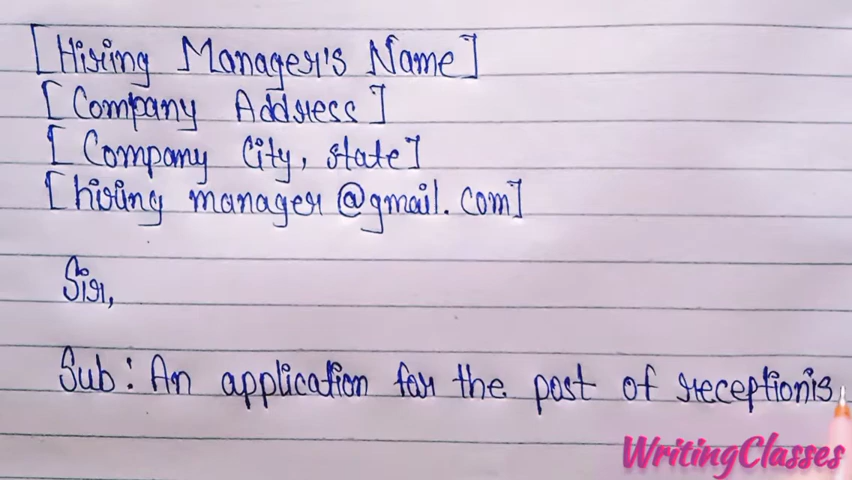 [Hiring Manager's Name]
[Company Address]
[Company City, state]
[hiring manager@gmail.com]
Sir,
Sub: An application for the post of receptionis
WritingClasses